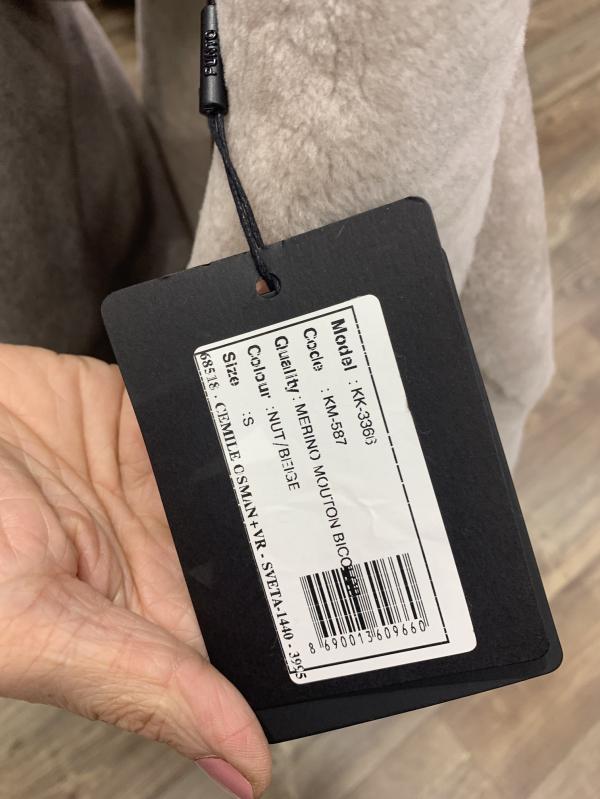 Model : KK-3366
Code : KM-587
Quality : MERINO MOUTON BICOLOR
Colour : NUT/BEIGE
Size :S
68518 - CEMILE OSMAN+VR - SVETA-1440 - 3995
8 690013 609660